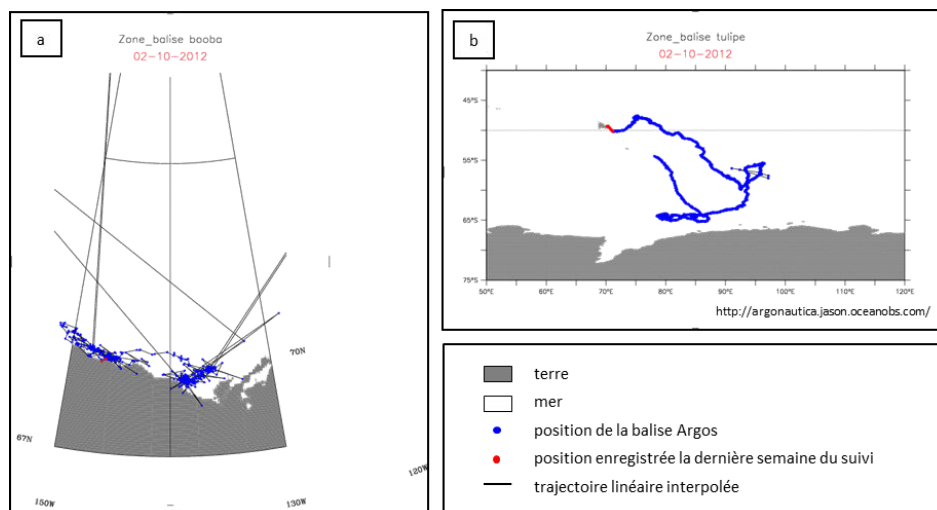 a
Zone_balise booba
02-10-2012
70N
67N
120W
150W
130W
b
Zone_balise tulipe
02-10-2012
45°S
55°S
65°S
75°S
50°E
60°E
70°E
80°E
90°E
100°E
110°E
120°E
http://argonautica.jason.oceanobs.com/
terre
mer
position de la balise Argos
position enregistrée la dernière semaine du suivi
trajectoire linéaire interpolée